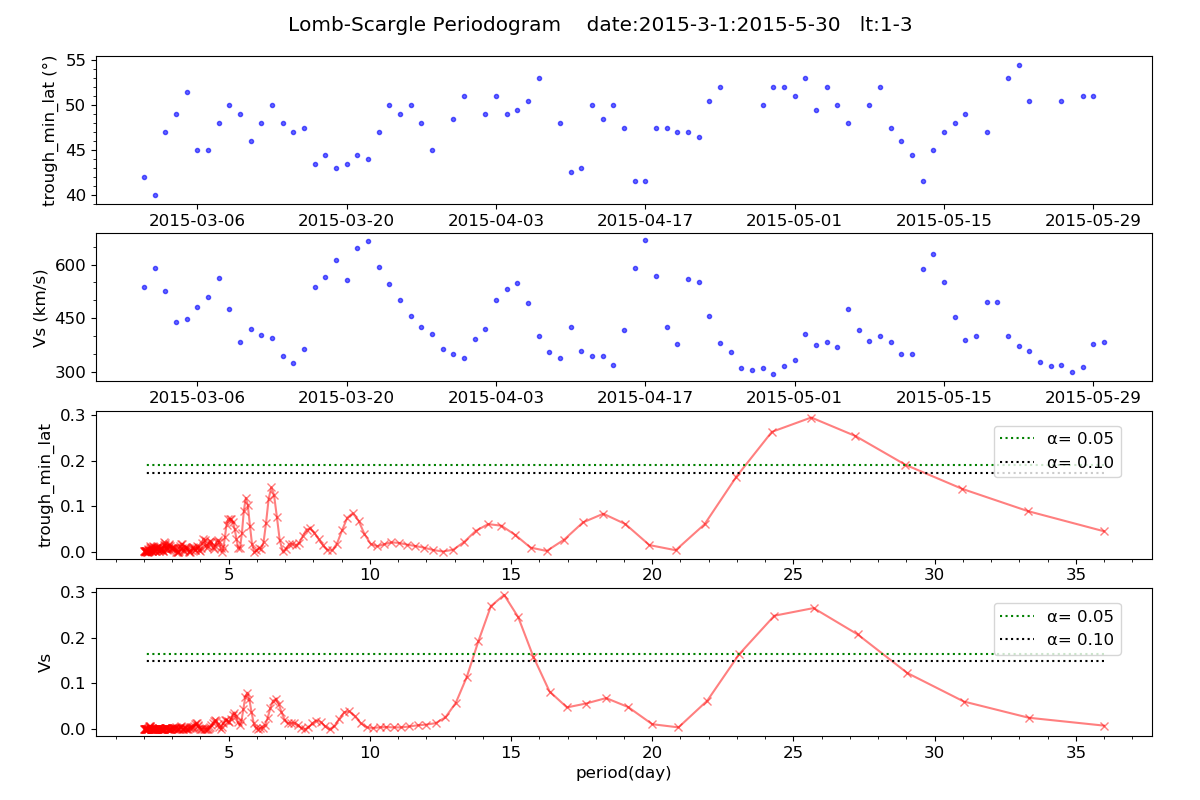 Lomb-Scargle Periodogram    date:2015-3-1:2015-5-30   lt:1-3
trough_min_lat (°)
55
50
45
40
2015-03-06 2015-03-20 2015-04-03 2015-04-17 2015-05-01 2015-05-15 2015-05-29
Vs (km/s)
600
450
300
2015-03-06 2015-03-20 2015-04-03 2015-04-17 2015-05-01 2015-05-15 2015-05-29
trough_min_lat
0.3
0.2
0.1
0.0
α= 0.05
α= 0.10
5 10 15 20 25 30 35
Vs
0.3
0.2
0.1
0.0
α= 0.05
α= 0.10
5 10 15 20 25 30 35
period(day)